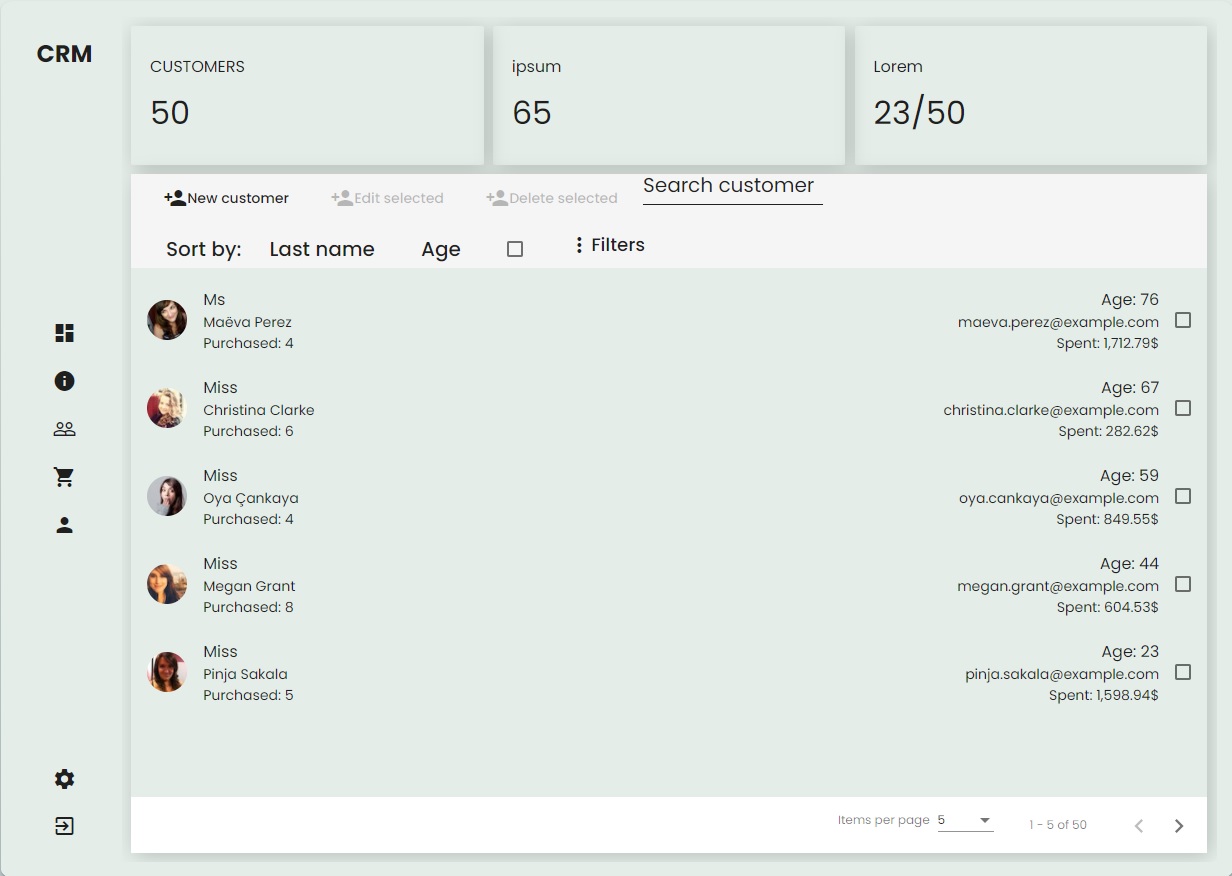 CRM
CUSTOMERS
50
ipsum
65
Lorem
23/50
New customer
Edit selected
Delete selected
Search customer
Sort by:
Last name
Age
Filters
Ms
Maëva Perez
Purchased: 4
Age: 76
maeva.perez@example.com
Spent: 1,712.79$
Miss
Christina Clarke
Purchased: 6
Age: 67
christina.clarke@example.com
Spent: 282.62$
Miss
Oya Çankaya
Purchased: 4
Age: 59
oya.cankaya@example.com
Spent: 849.55$
Miss
Megan Grant
Purchased: 8
Age: 44
megan.grant@example.com
Spent: 604.53$
Miss
Pinja Sakala
Purchased: 5
Age: 23
pinja.sakala@example.com
Spent: 1,598.94$
Items per page
5
1 - 5 of 50